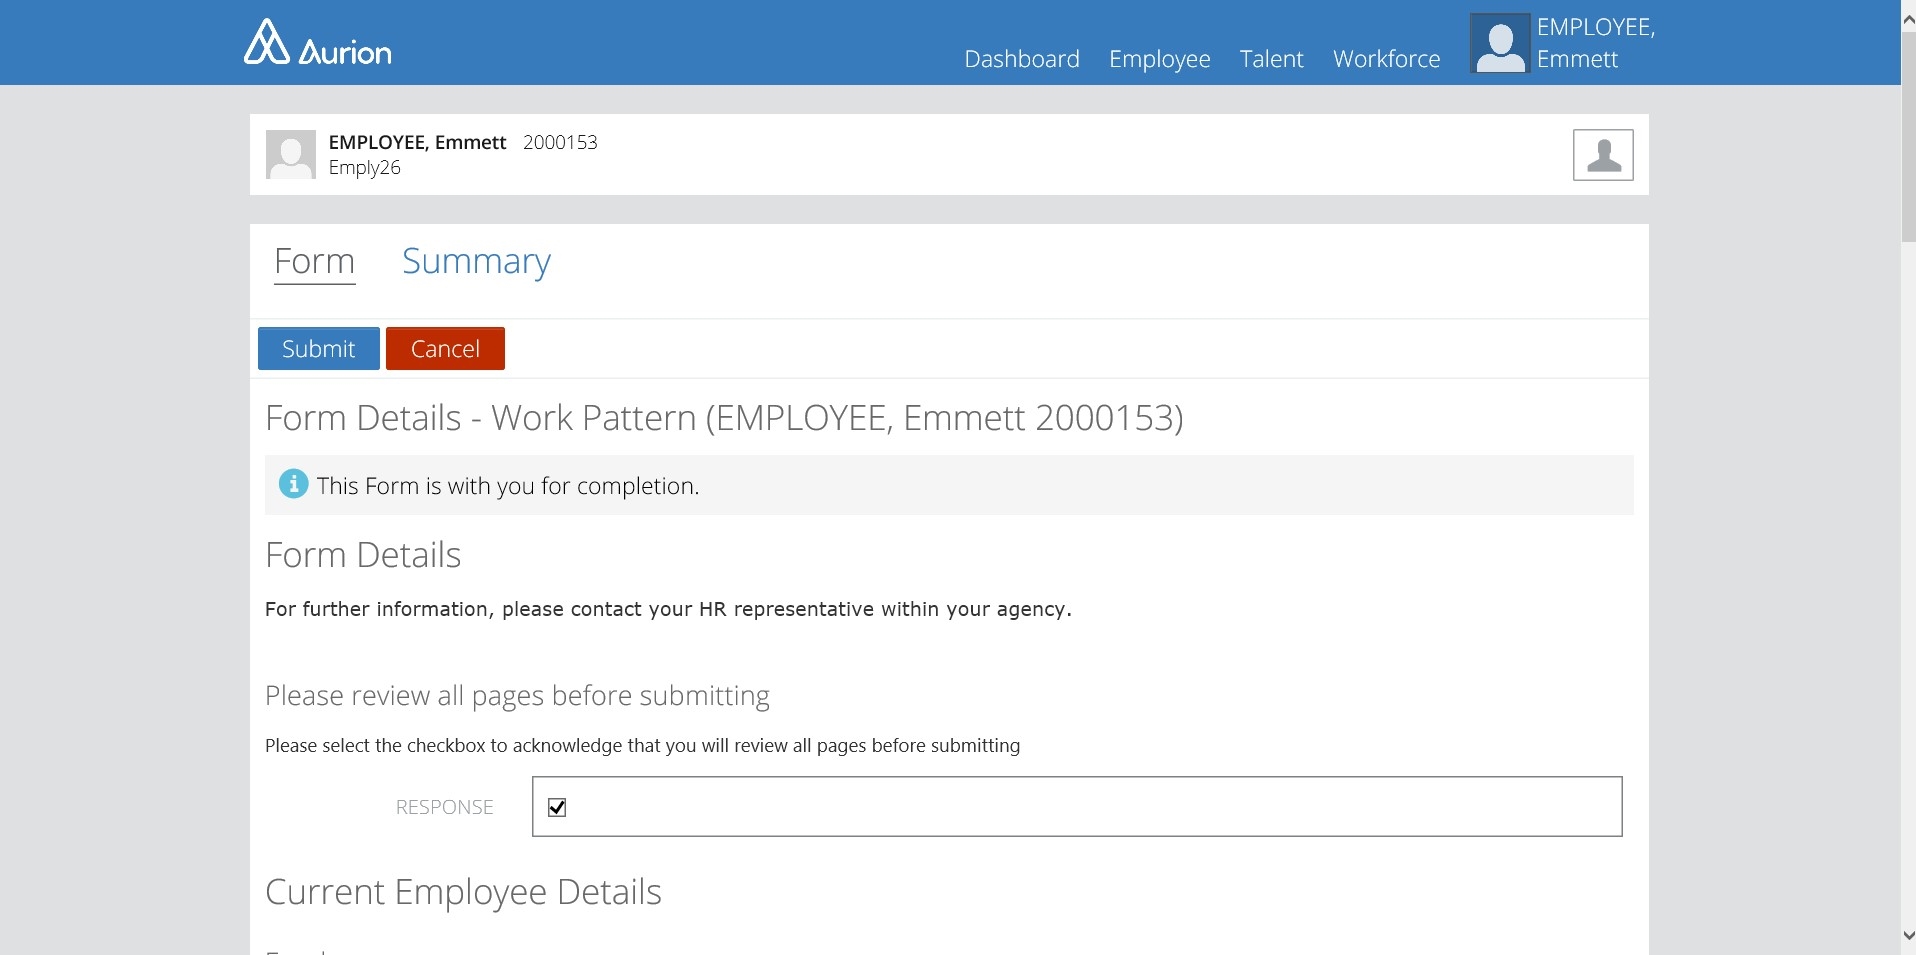 Aurion
Dashboard Employee Talent Workforce EMPLOYEE,
Emmett
EMPLOYEE, Emmett 2000153
Emply26
Form Summary
Submit Cancel
Form Details - Work Pattern (EMPLOYEE, Emmett 2000153)
This Form is with you for completion.
Form Details
For further information, please contact your HR representative within your agency.
Please review all pages before submitting
Please select the checkbox to acknowledge that you will review all pages before submitting
RESPONSE
Current Employee Details